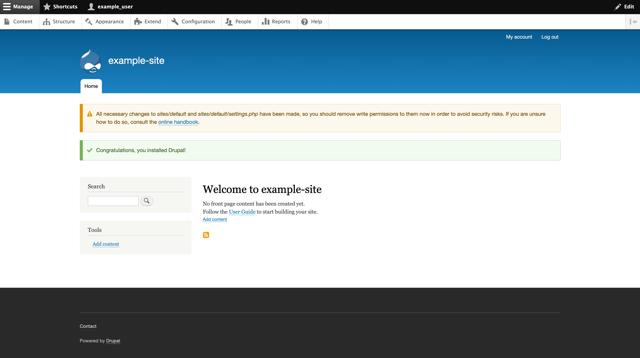 Manage Shortcuts example_user Edit
Content Structure Appearance Extend Configuration People Reports Help
My account Log out
example-site
Home
All necessary changes to sites/default and sites/default/settings.php have been made, so you should remove write permissions to them now in order to avoid security risks. If you are unsure
how to do so, consult the online handbook.
Congratulations, you installed Drupal!
Search
Tools
Add content
Welcome to example-site
No front page content has been created yet.
Follow the User Guide to start building your site.
Add content
Contact
Powered by Drupal